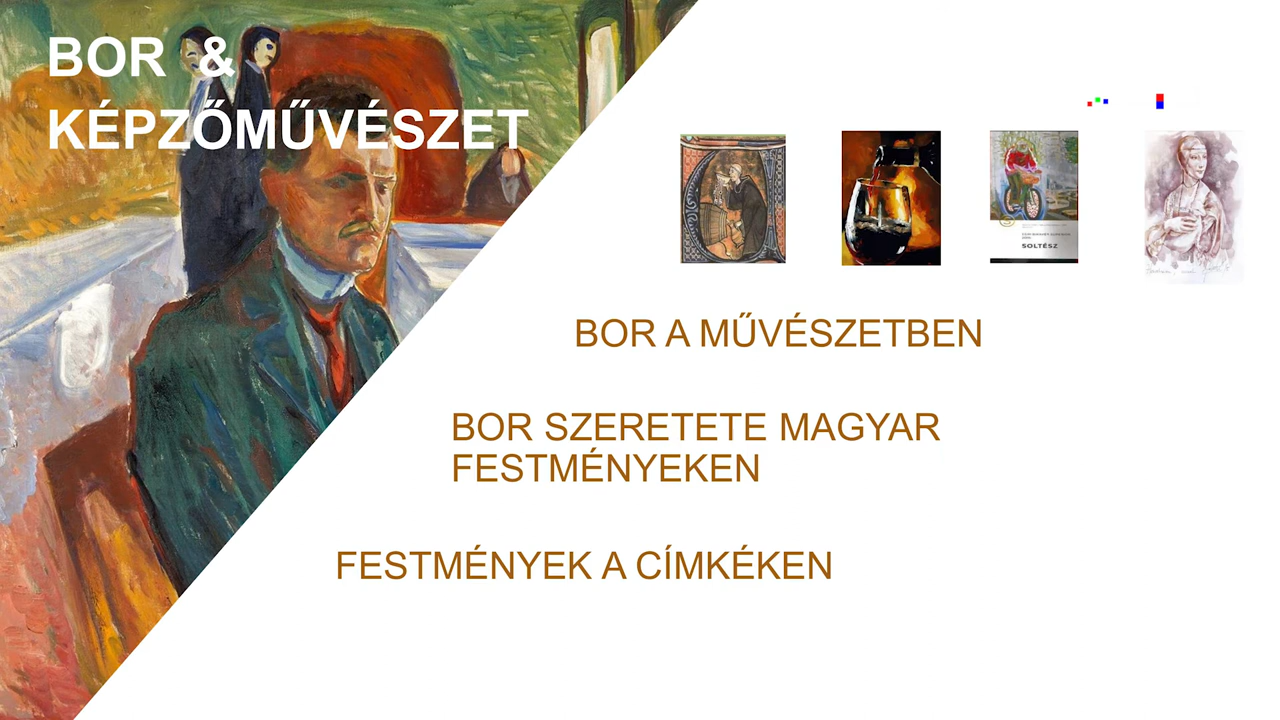 BOR &
KÉPZŐMŰVÉSZET
SOLTÉSZ
BOR A MŰVÉSZETBEN
BOR SZERETETE MAGYAR
FESTMÉNYEKEN
FESTMÉNYEK A CÍMKÉKEN